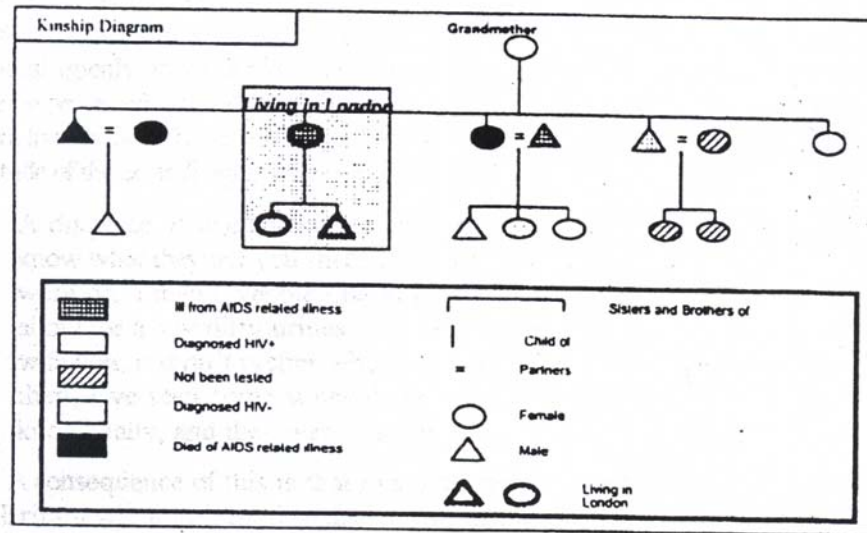 Kinship Diagram
Grandmother
Living in London
=
=
=
Ill from AIDS related illness
Diagnosed HIV+
Not been tested
Diagnosed HIV-
Died of AIDS related illness
Sisters and Brothers of
Child of
= Partners
Female
Male
Living in
London